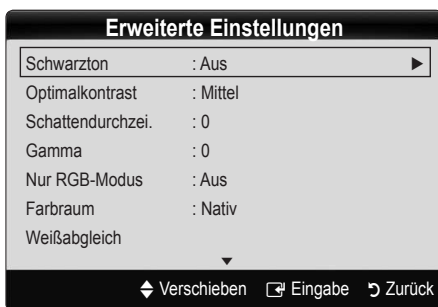 Erweiterte Einstellungen
Schwarzton : Aus
Optimalkontrast : Mittel
Schattendurchzei. : 0
Gamma : 0
Nur RGB-Modus : Aus
Farbraum : Nativ
Weißabgleich
Verschieben Eingabe Zurück